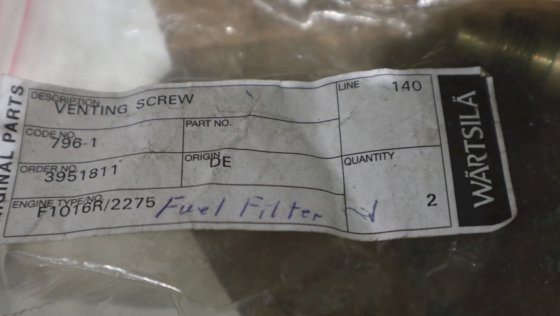 ORIGINAL PARTS
DESCRIPTION
VENTING SCREW
LINE 140
CODE NO.
796-1
PART NO.
ORDER NO.
3951811
ORIGIN
DE
QUANTITY
2
ENGINE TYPE/NO.
F1016R/2275
Fuel Filter
WÄRTSILÄ